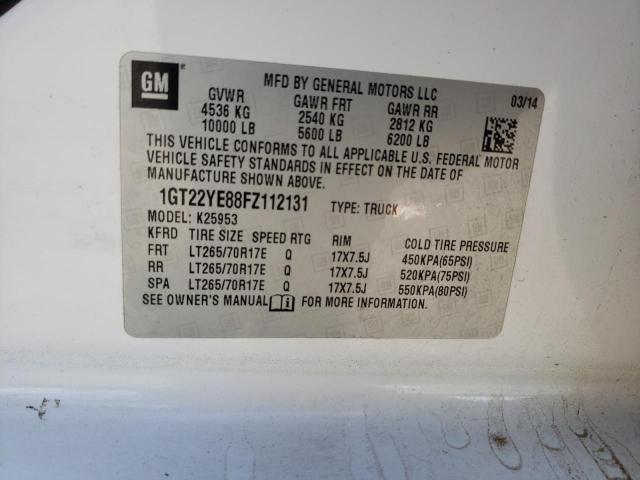 GM
MFD BY GENERAL MOTORS LLC
03/14
GVWR GAWR FRT GAWR RR
4536 KG 2540 KG 2812 KG
10000 LB 5600 LB 6200 LB
THIS VEHICLE CONFORMS TO ALL APPLICABLE U.S. FEDERAL MOTOR
VEHICLE SAFETY STANDARDS IN EFFECT ON THE DATE OF
MANUFACTURE SHOWN ABOVE.
1GT22YE88FZ112131 TYPE: TRUCK
MODEL: K25953
KFRD TIRE SIZE SPEED RTG RIM COLD TIRE PRESSURE
FRT LT265/70R17E Q 17X7.5J 450KPA(65PSI)
RR LT265/70R17E Q 17X7.5J 520KPA(75PSI)
SPA LT265/70R17E Q 17X7.5J 550KPA(80PSI)
SEE OWNER'S MANUAL FOR MORE INFORMATION.